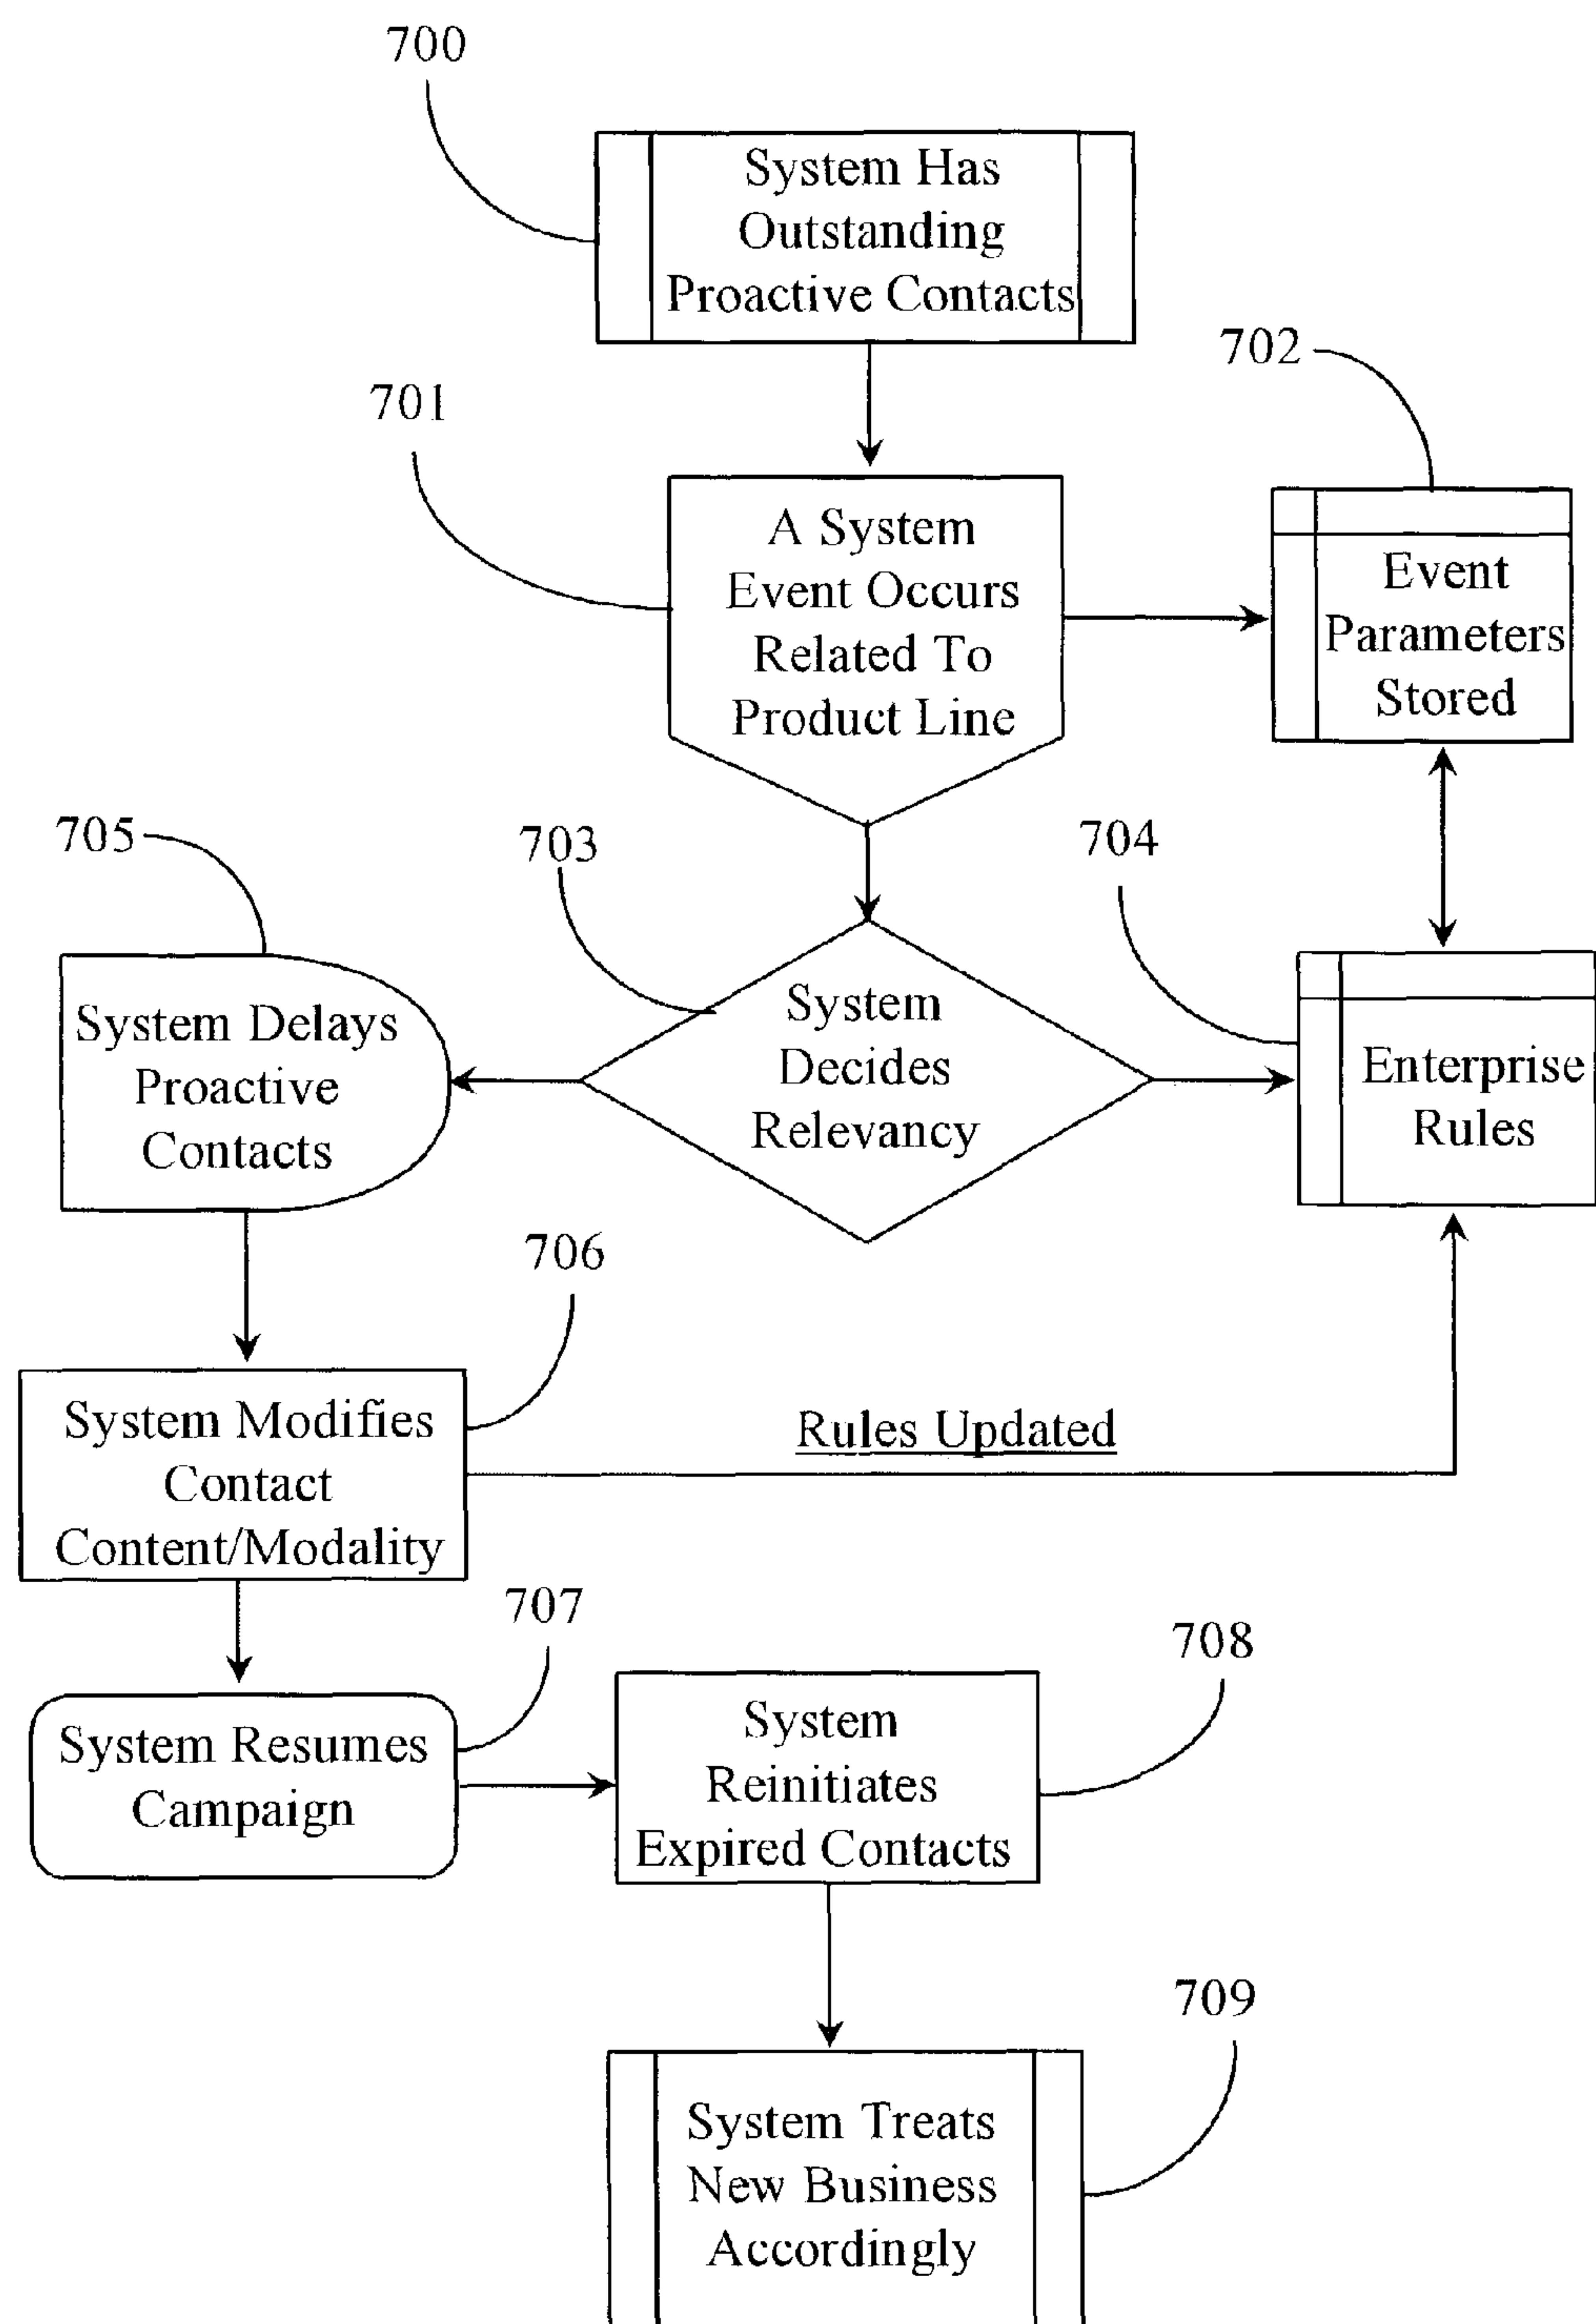 700
System Has
Outstanding
Proactive Contacts
702
701
A System
Event Occurs
Related To
Product Line
Event
Parameters
Stored
705
703
704
System Delays
Proactive
Contacts
System
Decides
Relevancy
Enterprise
Rules
706
System Modifies
Contact
Content/Modality
Rules Updated
707
708
System Resumes
Campaign
System
Reinitiates
Expired Contacts
709
System Treats
New Business
Accordingly